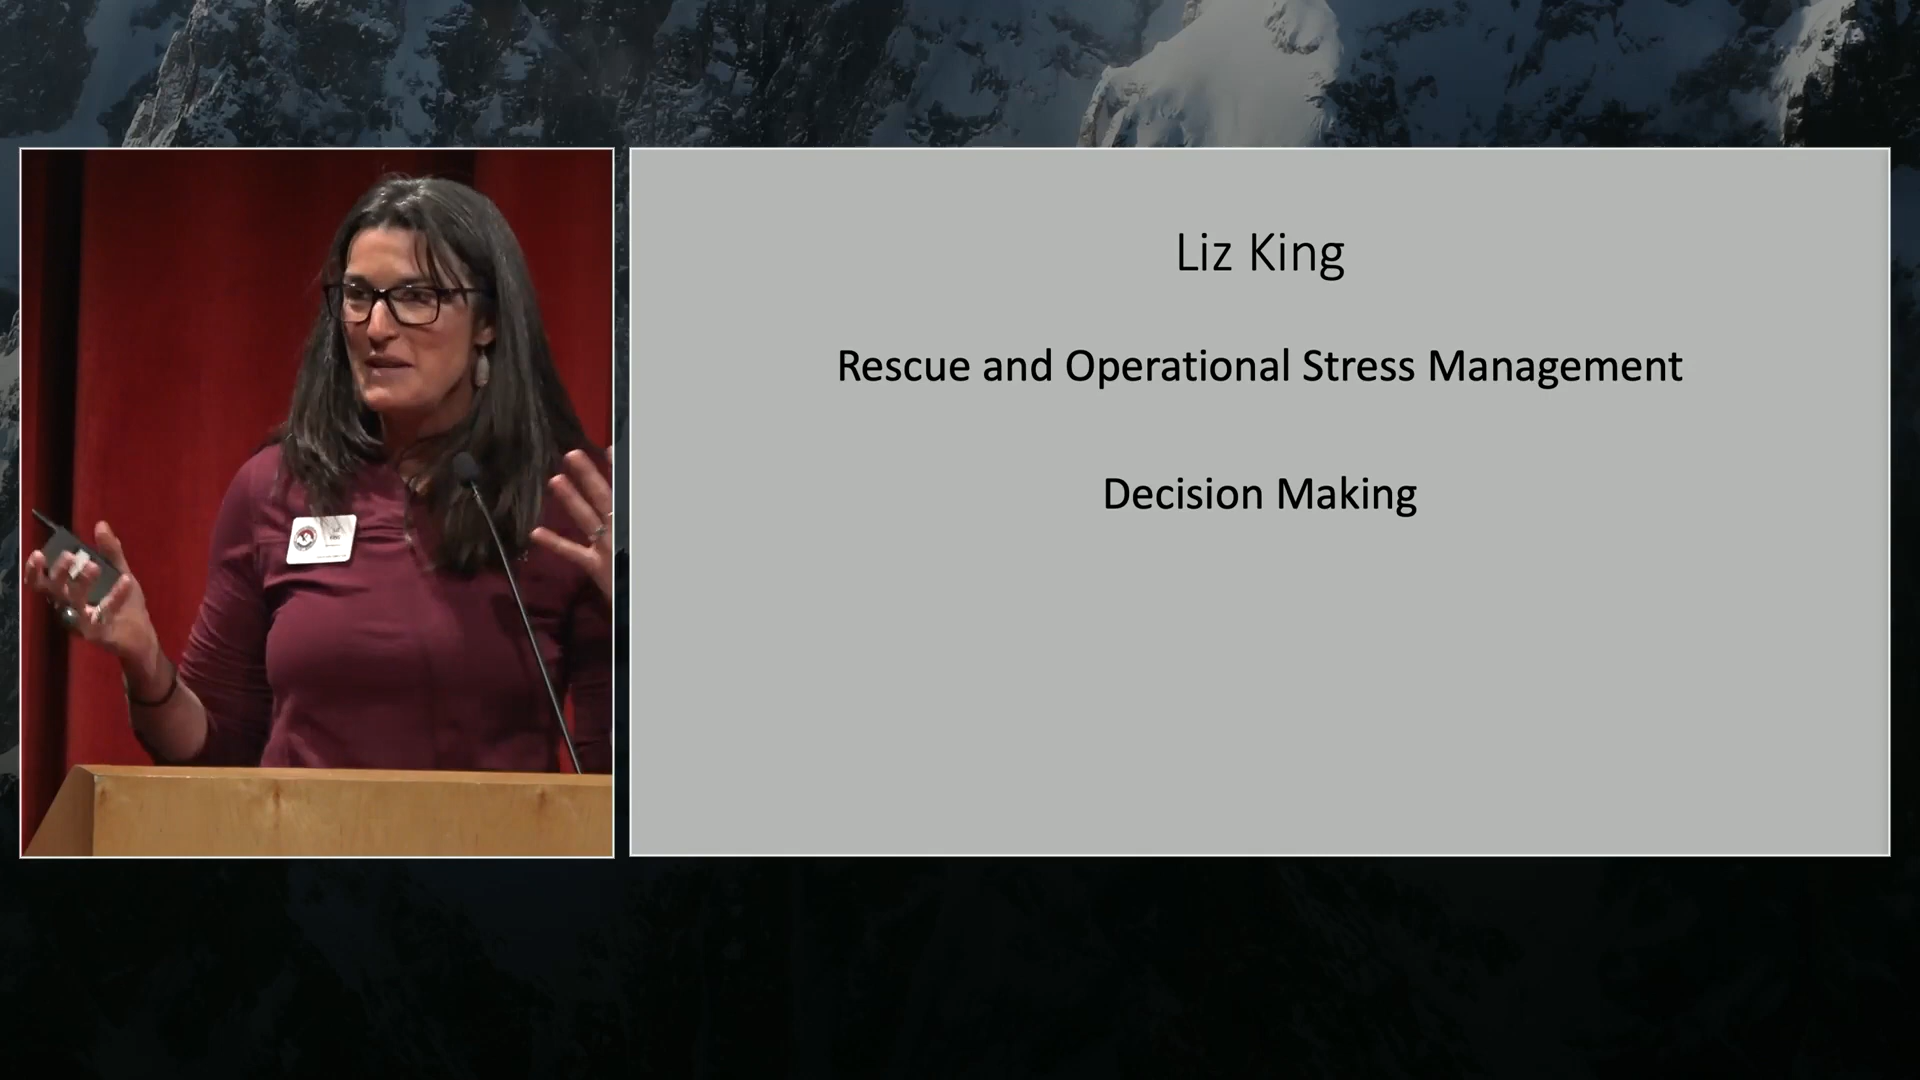 Liz King
Rescue and Operational Stress Management
Decision Making